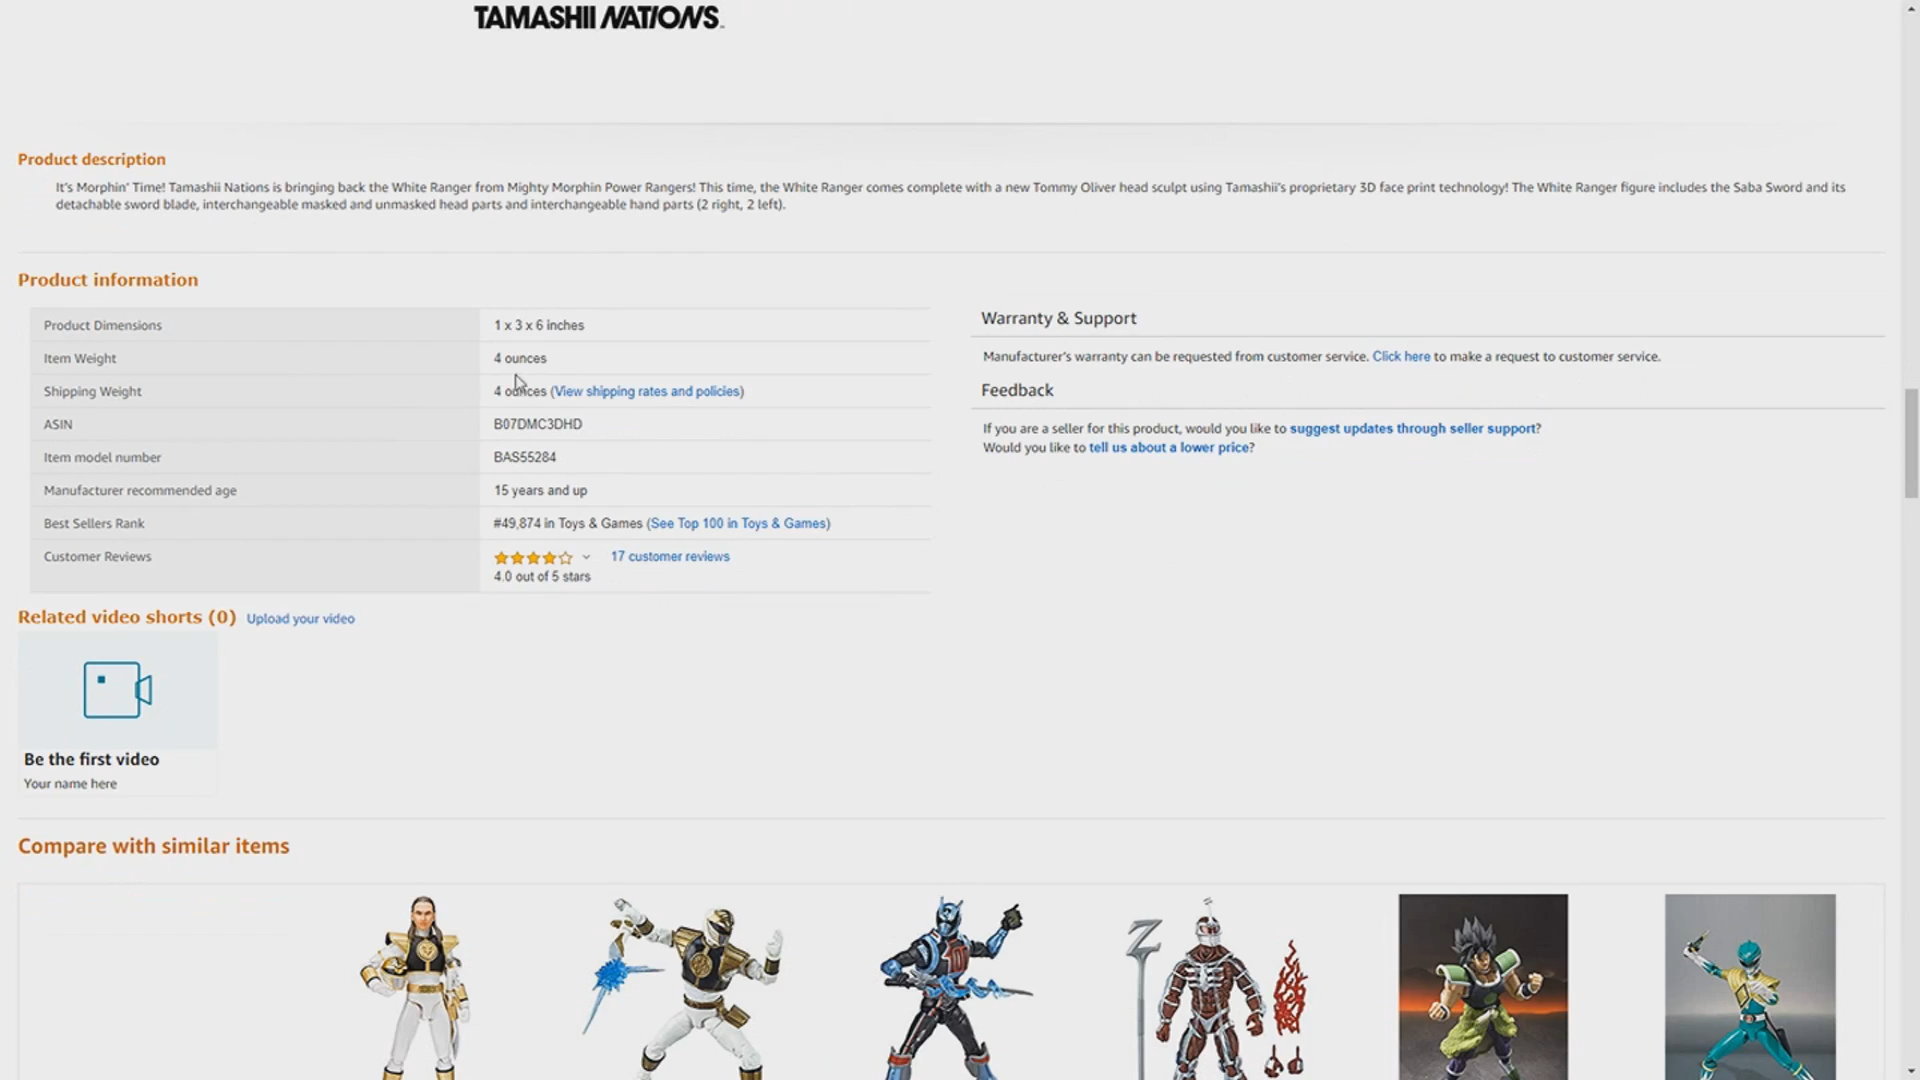 TAMASHII NATIONS
Product description
It's Morphin' Time! Tamashii Nations is bringing back the White Ranger from Mighty Morphin Power Rangers! This time, the White Ranger comes complete with a new Tommy Oliver head sculpt using Tamashii's proprietary 3D face print technology! The White Ranger figure includes the Saba Sword and its
detachable sword blade, interchangeable masked and unmasked head parts and interchangeable hand parts (2 right, 2 left).
Product information
Product Dimensions 1 x 3 x 6 inches
Item Weight 4 ounces
Shipping Weight 4 ounces (View shipping rates and policies)
ASIN B07DMC3DHD
Item model number BAS55284
Manufacturer recommended age 15 years and up
Best Sellers Rank #49,874 in Toys & Games (See Top 100 in Toys & Games)
Customer Reviews 17 customer reviews
4.0 out of 5 stars
Warranty & Support
Manufacturer's warranty can be requested from customer service. Click here to make a request to customer service.
Feedback
If you are a seller for this product, would you like to suggest updates through seller support?
Would you like to tell us about a lower price?
Related video shorts (0) Upload your video
Be the first video
Your name here
Compare with similar items